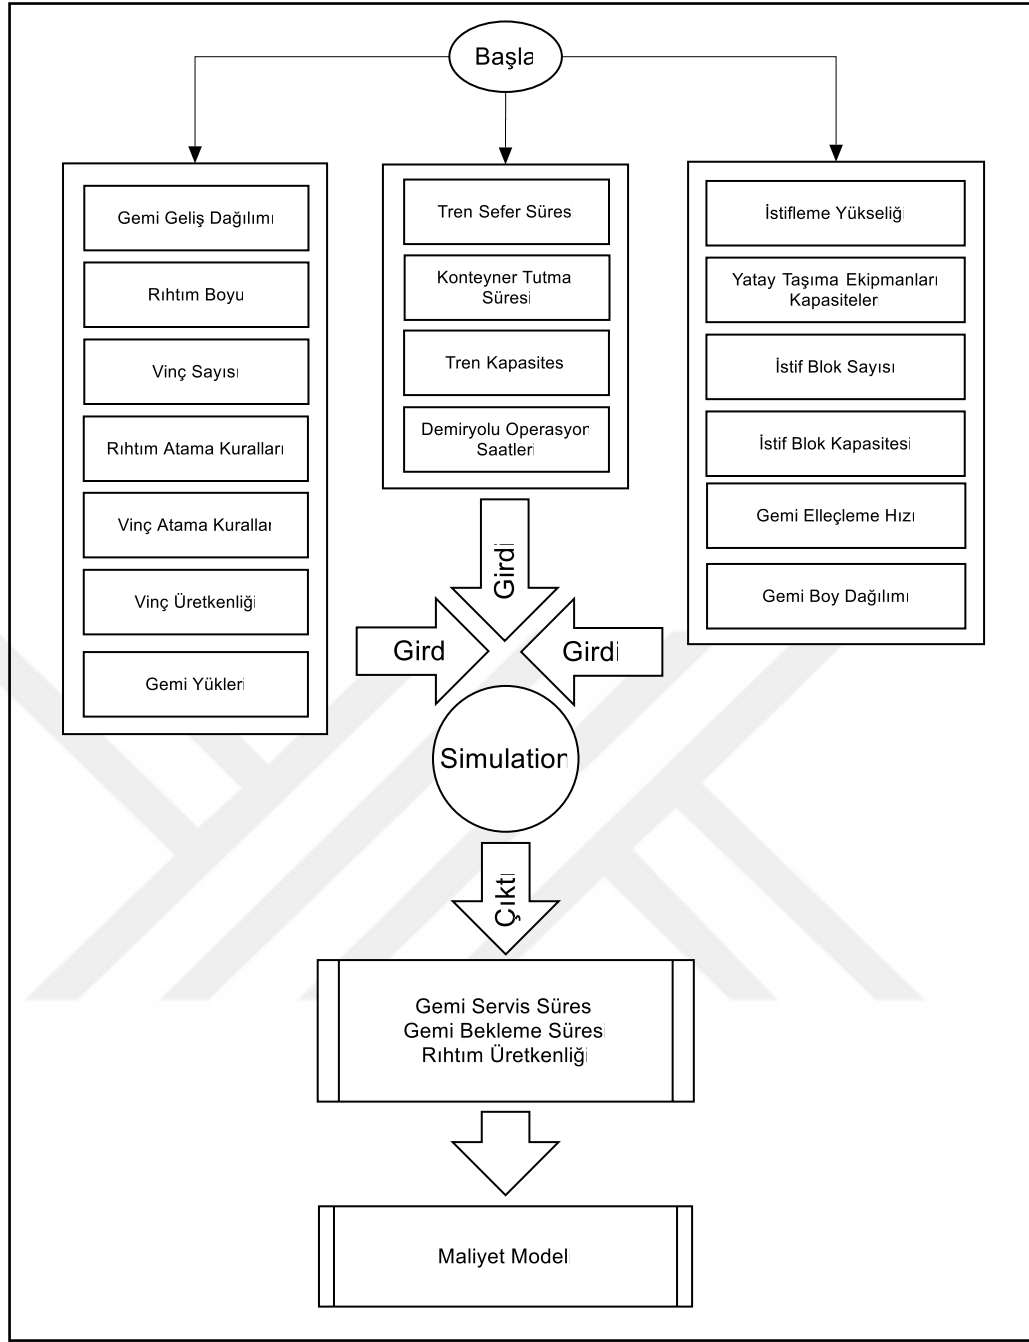 Başla
Gemi Geliş Dağılımı
Rıhtım Boyu
Vinç Sayısı
Rıhtım Atama Kuralları
Vinç Atama Kurallar
Vinç Üretkenliği
Gemi Yükleri
Tren Sefer Süres
Konteyner Tutma
Süresi
Tren Kapasites
Demiryolu Operasyon
Saatleri
İstifleme Yükseliği
Yatay Taşıma Ekipmanları
Kapasiteler
İstif Blok Sayısı
İstif Blok Kapasitesi
Gemi Elleçleme Hızı
Gemi Boy Dağılımı
Girdi
Gird
Girdi
Simulation
Çıktı
Gemi Servis Süres
Gemi Bekleme Süresi
Rıhtım Üretkenliği
Maliyet Modeli